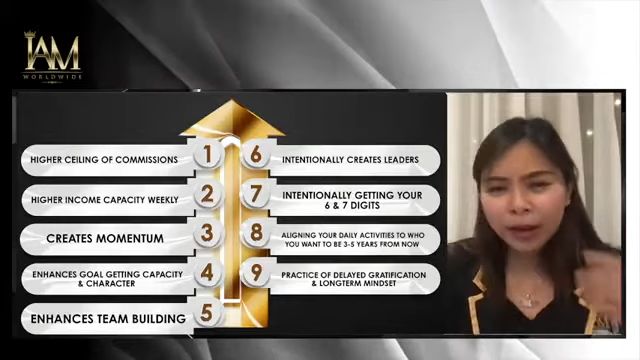 IAM
WORLDWIDE
HIGHER CEILING OF COMMISSIONS
1
HIGHER INCOME CAPACITY WEEKLY
2
CREATES MOMENTUM
3
ENHANCES GOAL GETTING CAPACITY
& CHARACTER
4
ENHANCES TEAM BUILDING
5
6
INTENTIONALLY CREATES LEADERS
7
INTENTIONALLY GETTING YOUR
6 & 7 DIGITS
8
ALIGNING YOUR DAILY ACTIVITIES TO WHO
YOU WANT TO BE 3-5 YEARS FROM NOW
9
PRACTICE OF DELAYED GRATIFICATION
& LONGTERM MINDSET